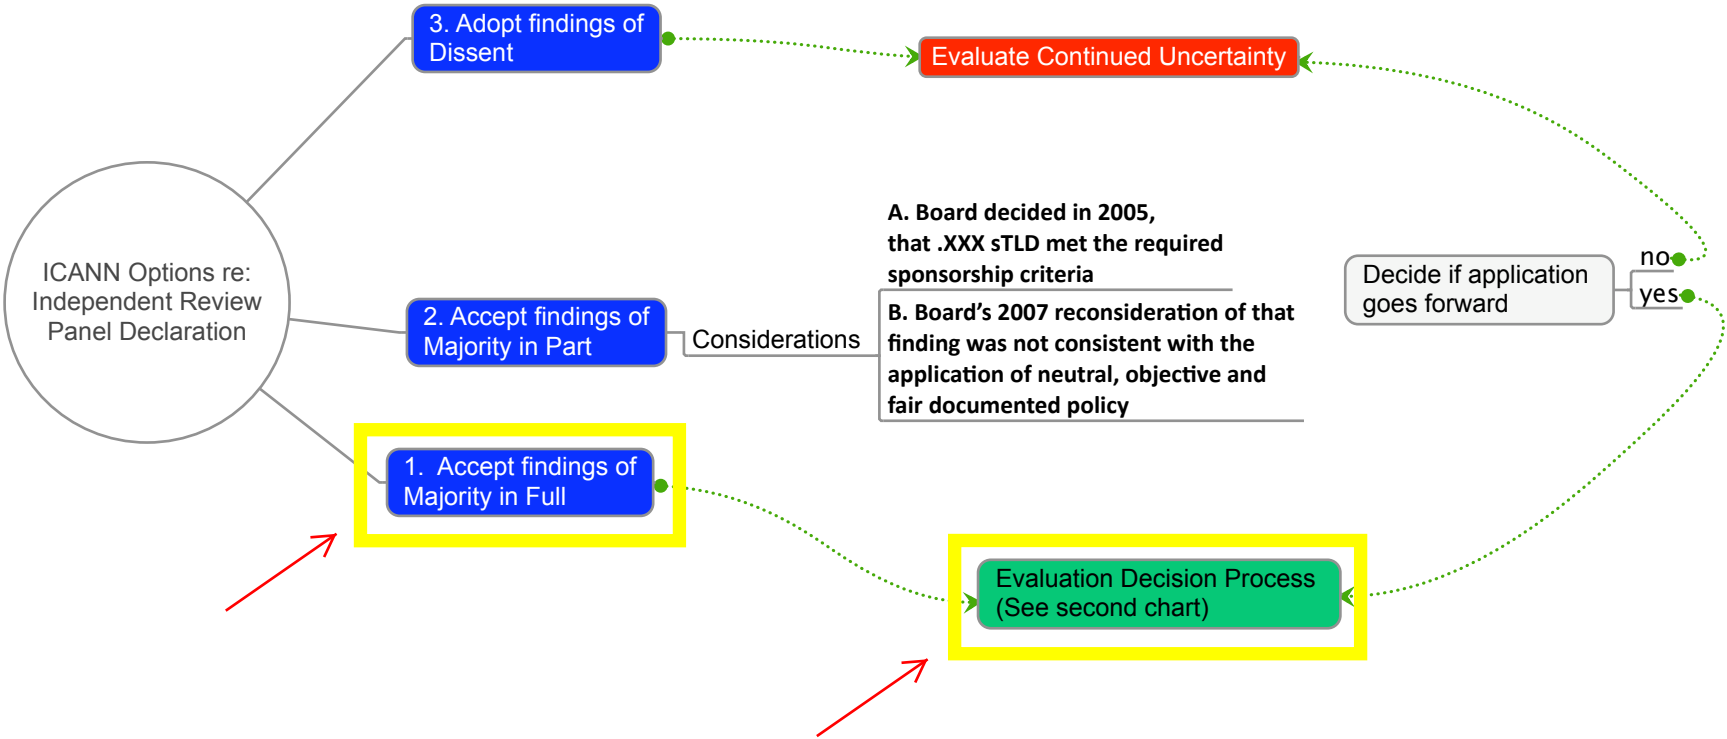 3. Adopt findings of
Dissent
Evaluate Continued Uncertainty
ICANN Options re:
Independent Review
Panel Declaration
2. Accept findings of
Majority in Part
Considerations
A. Board decided in 2005,
that .XXX sTLD met the required
sponsorship criteria
B. Board’s 2007 reconsideration of that
finding was not consistent with the
application of neutral, objective and
fair documented policy
Decide if application
goes forward
no
yes
1.  Accept findings of
Majority in Full
Evaluation Decision Process
(See second chart)